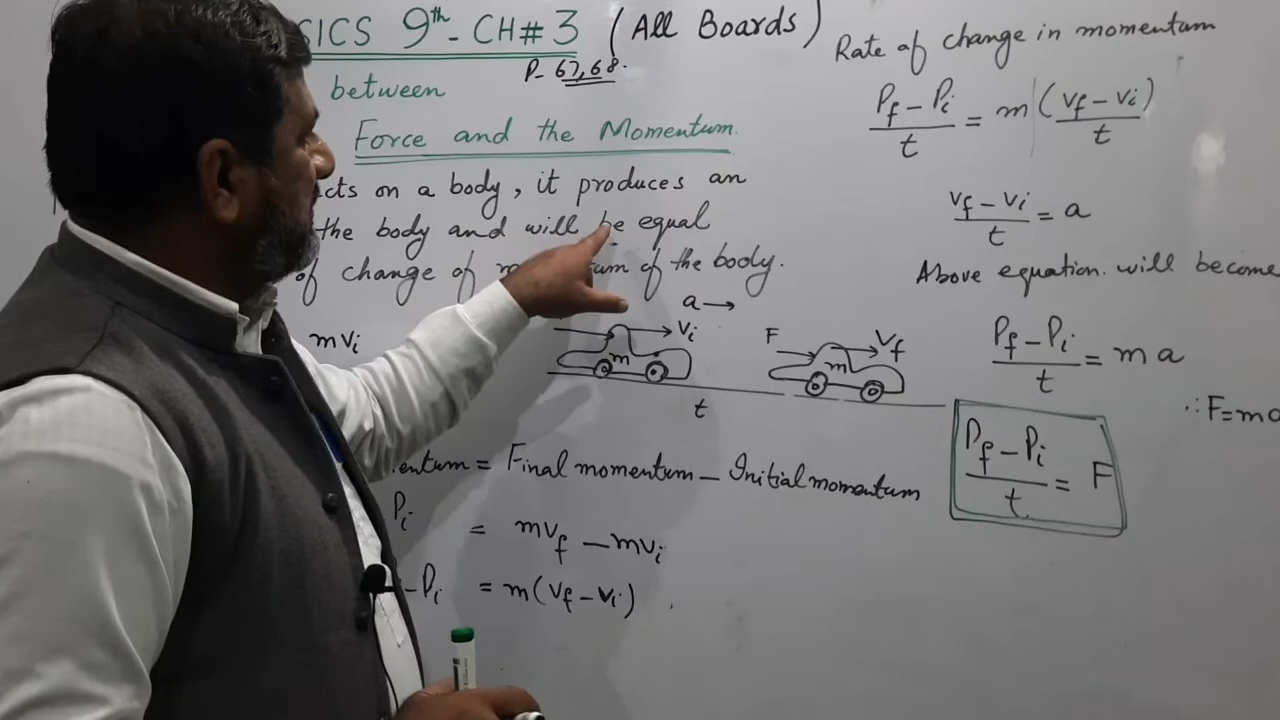 SICS 9th - CH# 3 (All Boards)
P- 67,68.
between
Force and the Momentum.
cts on a body, it produces an
the body and will be equal
of change of m um of the body.
a →
mvi
vi
m
F
vf
m
t
entum = Final momentum - Initial momentum
Pi = mvf - mvi
-Pi = m(vf - vi)
Rate of change in momentum
Pf - Pi / t = m (vf - vi / t)
vf - vi / t = a
Above equation. will become
Pf - Pi / t = m a
∴ F=ma
Pf - Pi / t = F